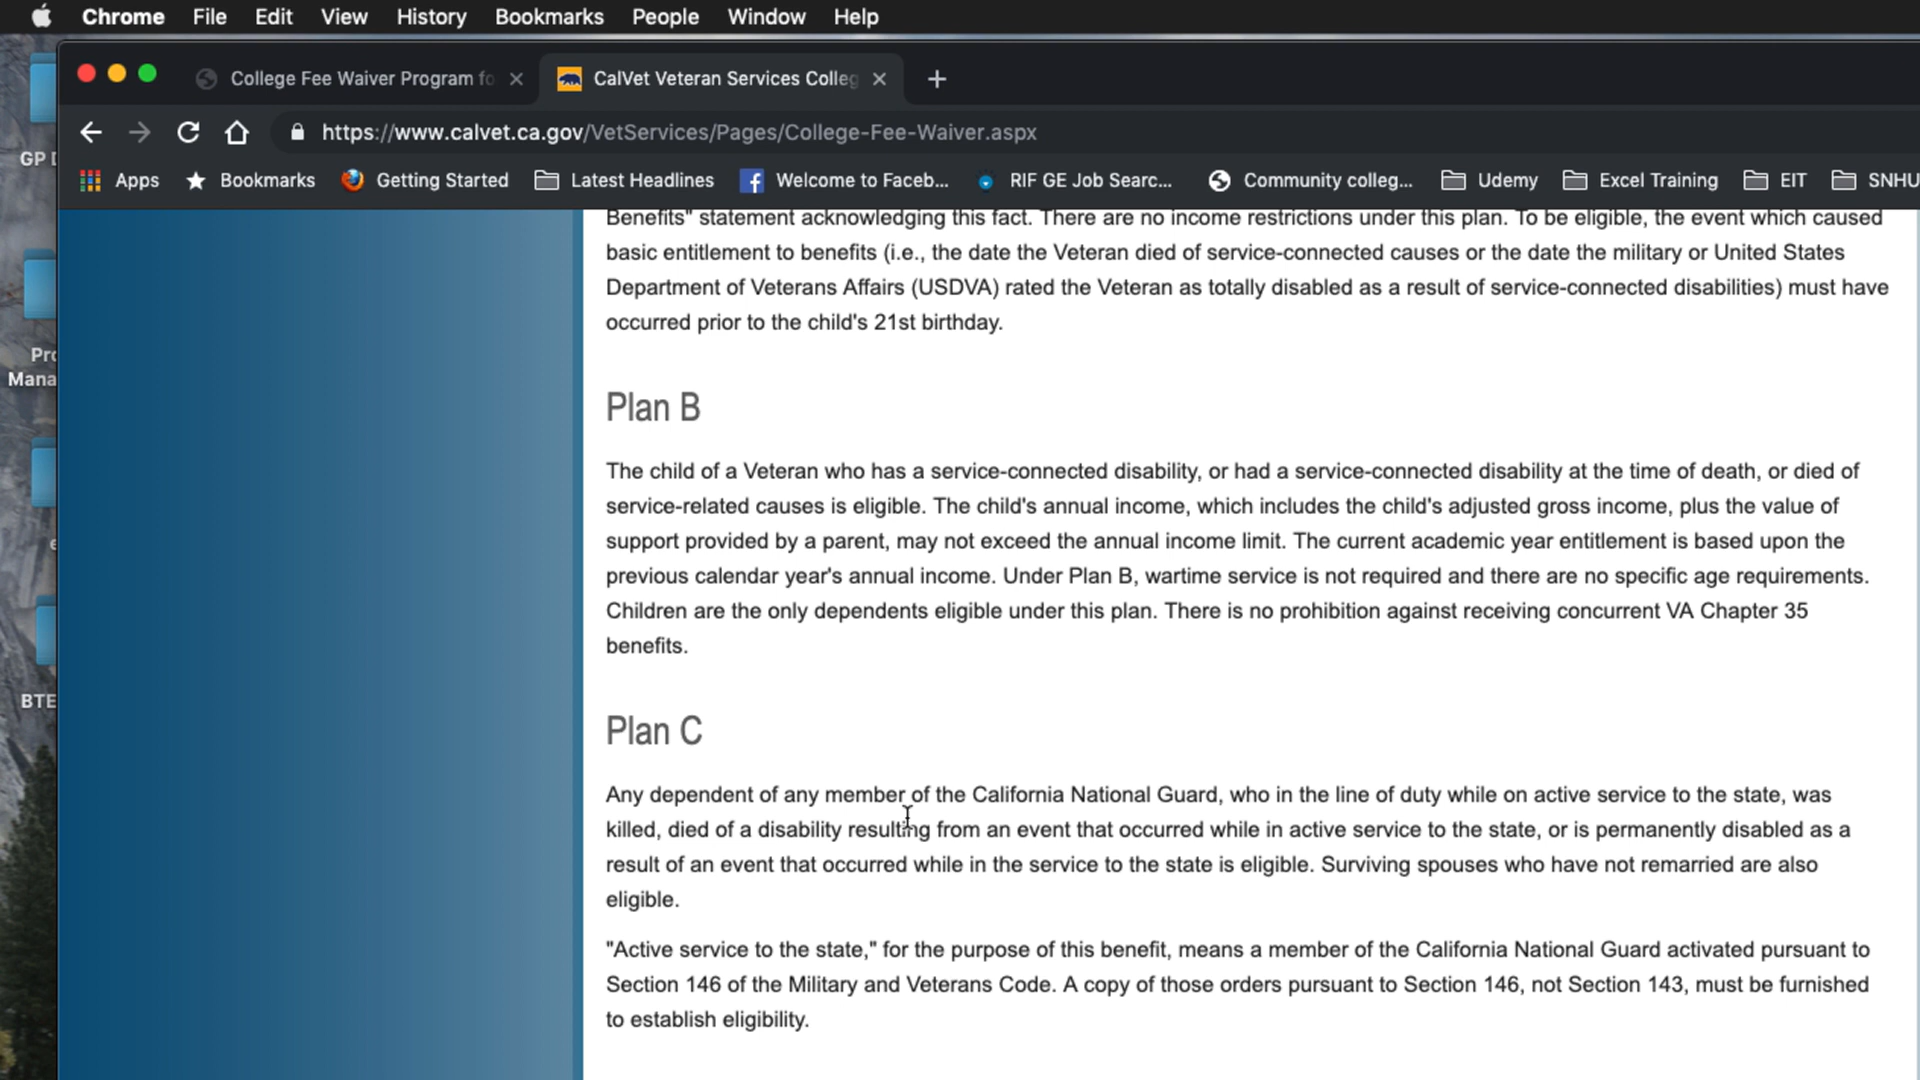 Chrome File Edit View History Bookmarks People Window Help
College Fee Waiver Program fo
CalVet Veteran Services Colleg
https://www.calvet.ca.gov/VetServices/Pages/College-Fee-Waiver.aspx
Apps Bookmarks Getting Started Latest Headlines Welcome to Faceb... RIF GE Job Searc... Community colleg... Udemy Excel Training EIT SNHU
GP D
Pro
Mana
e
BTE
Benefits" statement acknowledging this fact. There are no income restrictions under this plan. To be eligible, the event which caused
basic entitlement to benefits (i.e., the date the Veteran died of service-connected causes or the date the military or United States
Department of Veterans Affairs (USDVA) rated the Veteran as totally disabled as a result of service-connected disabilities) must have
occurred prior to the child's 21st birthday.
Plan B
The child of a Veteran who has a service-connected disability, or had a service-connected disability at the time of death, or died of
service-related causes is eligible. The child's annual income, which includes the child's adjusted gross income, plus the value of
support provided by a parent, may not exceed the annual income limit. The current academic year entitlement is based upon the
previous calendar year's annual income. Under Plan B, wartime service is not required and there are no specific age requirements.
Children are the only dependents eligible under this plan. There is no prohibition against receiving concurrent VA Chapter 35
benefits.
Plan C
Any dependent of any member of the California National Guard, who in the line of duty while on active service to the state, was
killed, died of a disability resulting from an event that occurred while in active service to the state, or is permanently disabled as a
result of an event that occurred while in the service to the state is eligible. Surviving spouses who have not remarried are also
eligible.
"Active service to the state," for the purpose of this benefit, means a member of the California National Guard activated pursuant to
Section 146 of the Military and Veterans Code. A copy of those orders pursuant to Section 146, not Section 143, must be furnished
to establish eligibility.